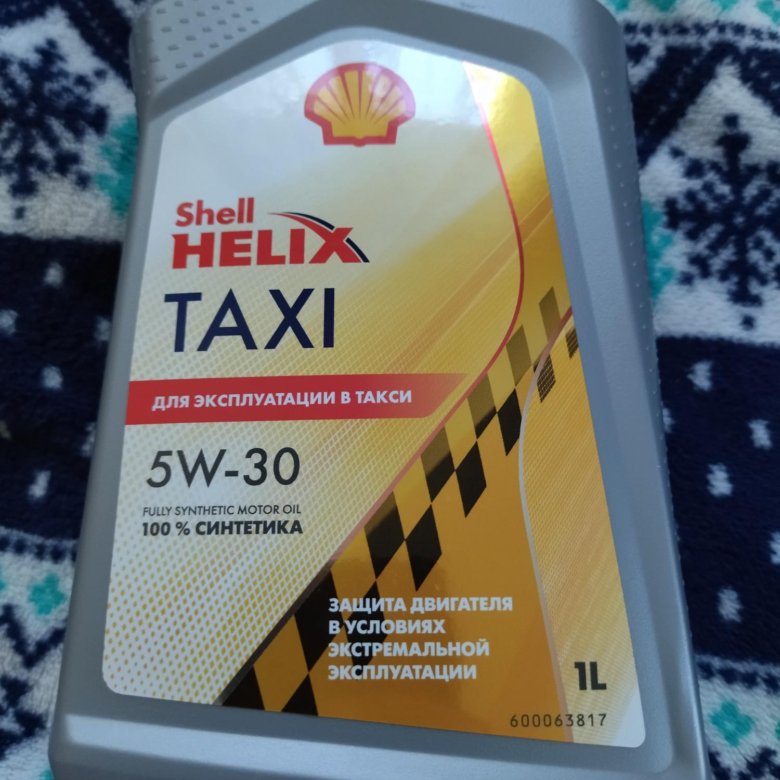 Shell
HELIX
TAXI
ДЛЯ ЭКСПЛУАТАЦИИ В ТАКСИ
5W-30
FULLY SYNTHETIC MOTOR OIL
100 % СИНТЕТИКА
ЗАЩИТА ДВИГАТЕЛЯ
В УСЛОВИЯХ
ЭКСТРЕМАЛЬНОЙ
ЭКСПЛУАТАЦИИ
1L
600063817